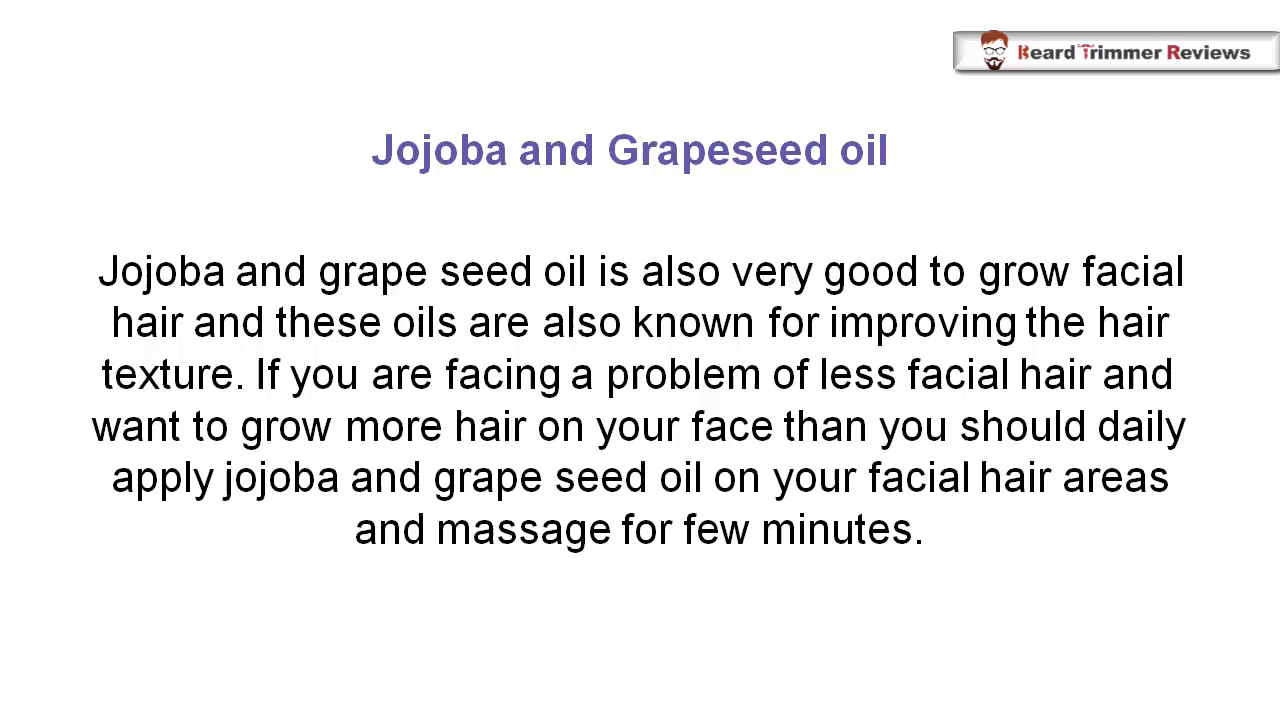 Beard Trimmer Reviews
Jojoba and Grapeseed oil
Jojoba and grape seed oil is also very good to grow facial
hair and these oils are also known for improving the hair
texture. If you are facing a problem of less facial hair and
want to grow more hair on your face than you should daily
apply jojoba and grape seed oil on your facial hair areas
and massage for few minutes.